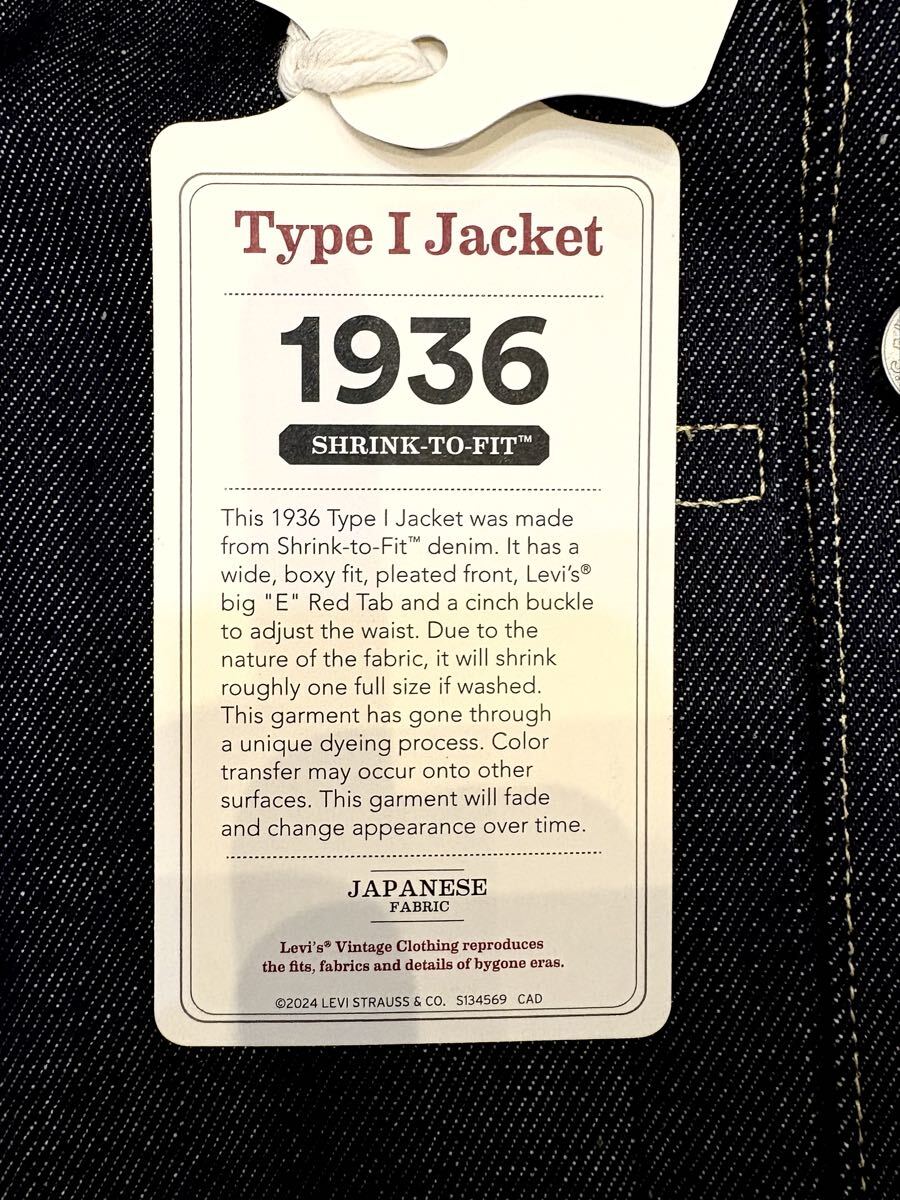 Type I Jacket
1936
SHRINK-TO-FIT™
This 1936 Type I Jacket was made
from Shrink-to-Fit™ denim. It has a
wide, boxy fit, pleated front, Levi's®
big "E" Red Tab and a cinch buckle
to adjust the waist. Due to the
nature of the fabric, it will shrink
roughly one full size if washed.
This garment has gone through
a unique dyeing process. Color
transfer may occur onto other
surfaces. This garment will fade
and change appearance over time.
JAPANESE
FABRIC
Levi's® Vintage Clothing reproduces
the fits, fabrics and details of bygone eras.
©2024 LEVI STRAUSS & CO. S134569 CAD